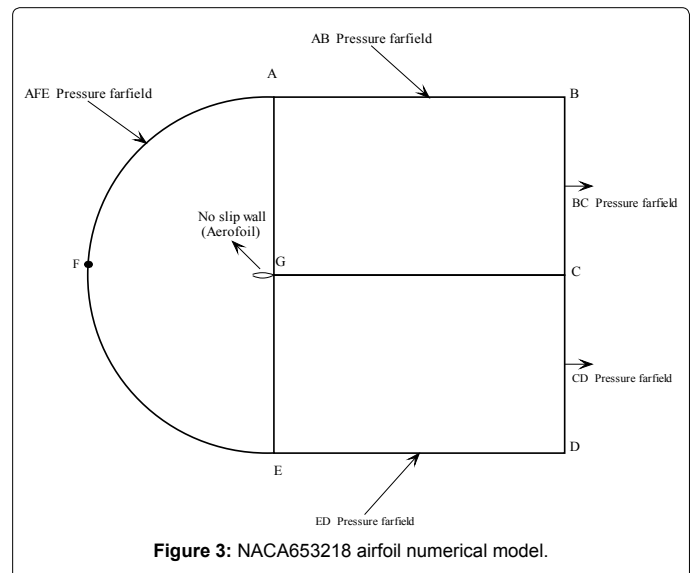 AB Pressure farfield
A
AFE Pressure farfield
B
BC Pressure farfield
No slip wall
(Aerofoil)
F
G
C
CD Pressure farfield
D
E
ED Pressure farfield
Figure 3: NACA653218 airfoil numerical model.